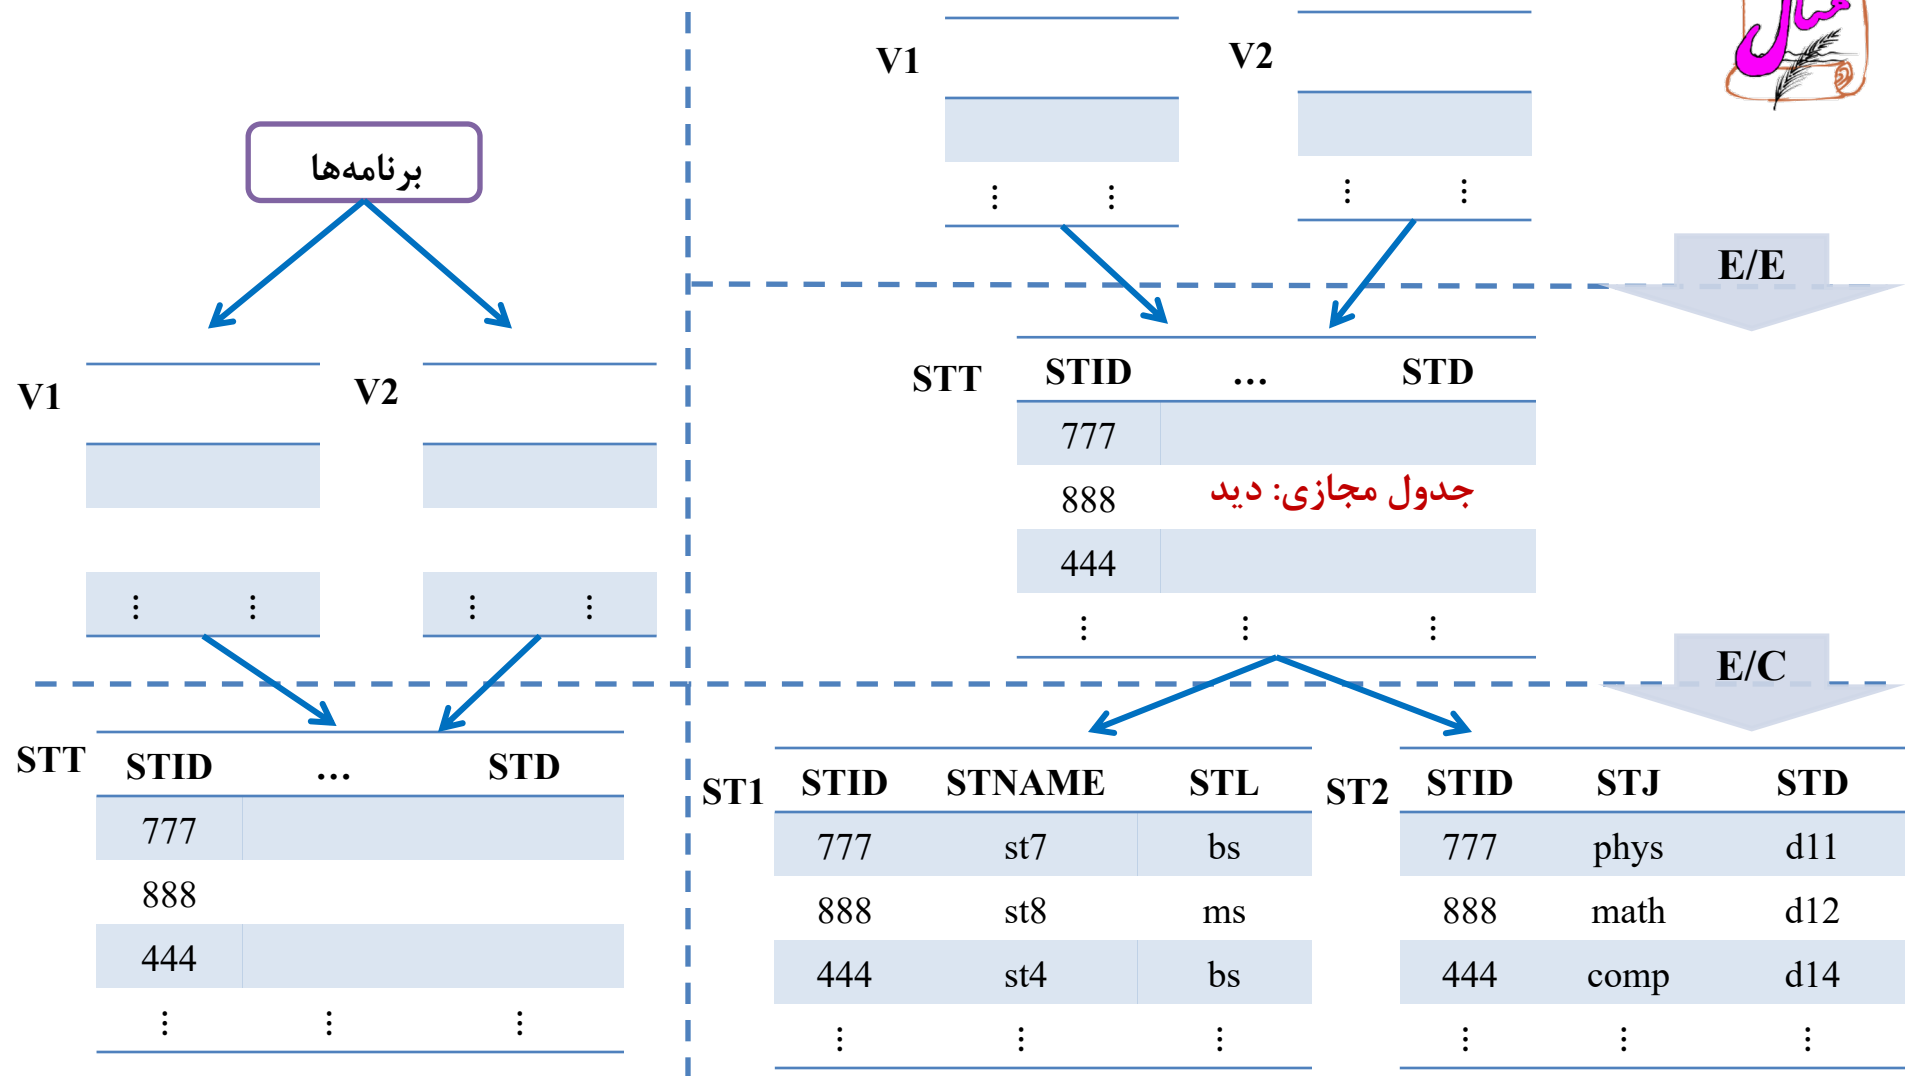 مثال
برنامه‌ها
V1
V2
⋮ ⋮
⋮ ⋮
STT
STID … STD
777
888
444
⋮ ⋮ ⋮
V1
V2
⋮ ⋮
⋮ ⋮
E/E
STT
STID … STD
777
888 جدول مجازی: دید
444
⋮ ⋮ ⋮
E/C
ST1
STID STNAME STL
777 st7 bs
888 st8 ms
444 st4 bs
⋮ ⋮ ⋮
ST2
STID STJ STD
777 phys d11
888 math d12
444 comp d14
⋮ ⋮ ⋮